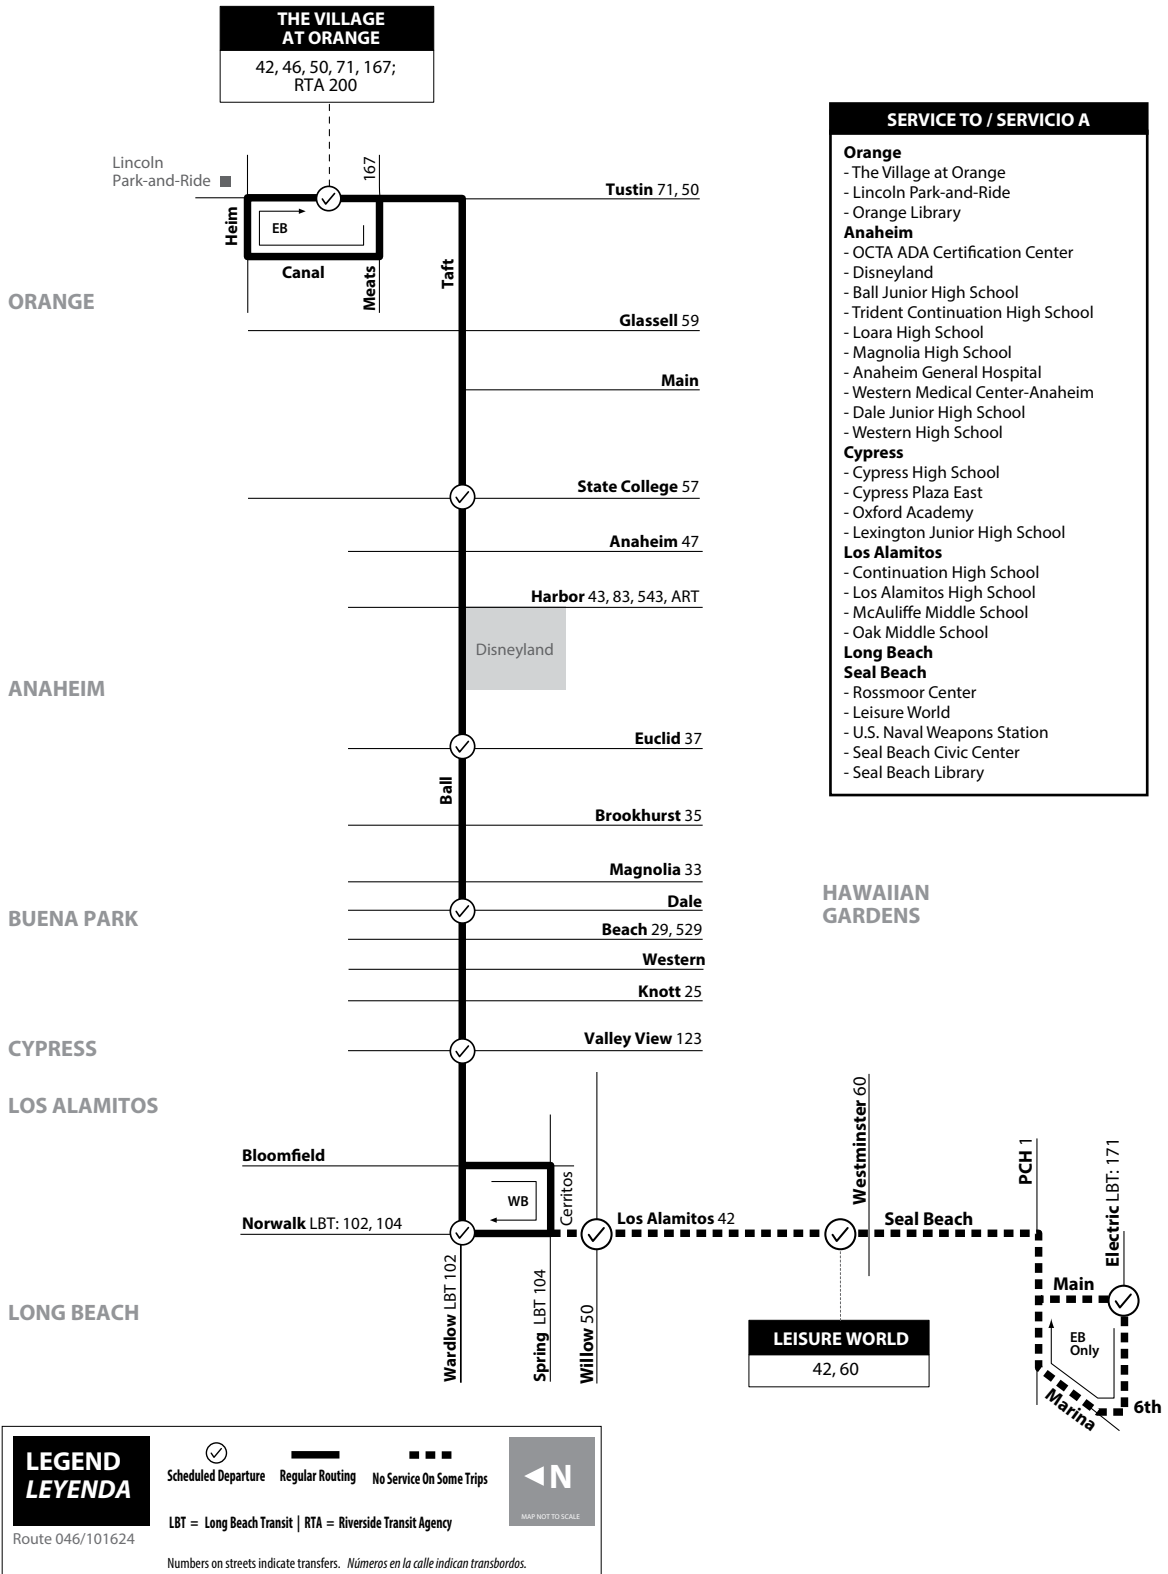 THE VILLAGE
AT ORANGE
42, 46, 50, 71, 167;
RTA 200
Lincoln
Park-and-Ride
167
Tustin 71, 50
Heim
EB
Canal
Meats
Taft
ORANGE
Glassell 59
Main
State College 57
Anaheim 47
Harbor 43, 83, 543, ART
Disneyland
ANAHEIM
Euclid 37
Ball
Brookhurst 35
Magnolia 33
Dale
BUENA PARK
Beach 29, 529
Western
Knott 25
Valley View 123
CYPRESS
LOS ALAMITOS
HAWAIIAN
GARDENS
Bloomfield
WB
Cerritos
Norwalk LBT: 102, 104
Los Alamitos 42
Westminster 60
Seal Beach
PCH 1
Electric LBT: 171
Main
EB
Only
Marina
6th
LONG BEACH
Wardlow LBT 102
Spring LBT 104
Willow 50
LEISURE WORLD
42, 60
SERVICE TO / SERVICIO A
Orange
- The Village at Orange
- Lincoln Park-and-Ride
- Orange Library
Anaheim
- OCTA ADA Certification Center
- Disneyland
- Ball Junior High School
- Trident Continuation High School
- Loara High School
- Magnolia High School
- Anaheim General Hospital
- Western Medical Center-Anaheim
- Dale Junior High School
- Western High School
Cypress
- Cypress High School
- Cypress Plaza East
- Oxford Academy
- Lexington Junior High School
Los Alamitos
- Continuation High School
- Los Alamitos High School
- McAuliffe Middle School
- Oak Middle School
Long Beach
Seal Beach
- Rossmoor Center
- Leisure World
- U.S. Naval Weapons Station
- Seal Beach Civic Center
- Seal Beach Library
LEGEND
LEYENDA
Route 046/101624
Scheduled Departure
Regular Routing
No Service On Some Trips
N
MAP NOT TO SCALE
LBT = Long Beach Transit | RTA = Riverside Transit Agency
Numbers on streets indicate transfers. Números en la calle indican transbordos.